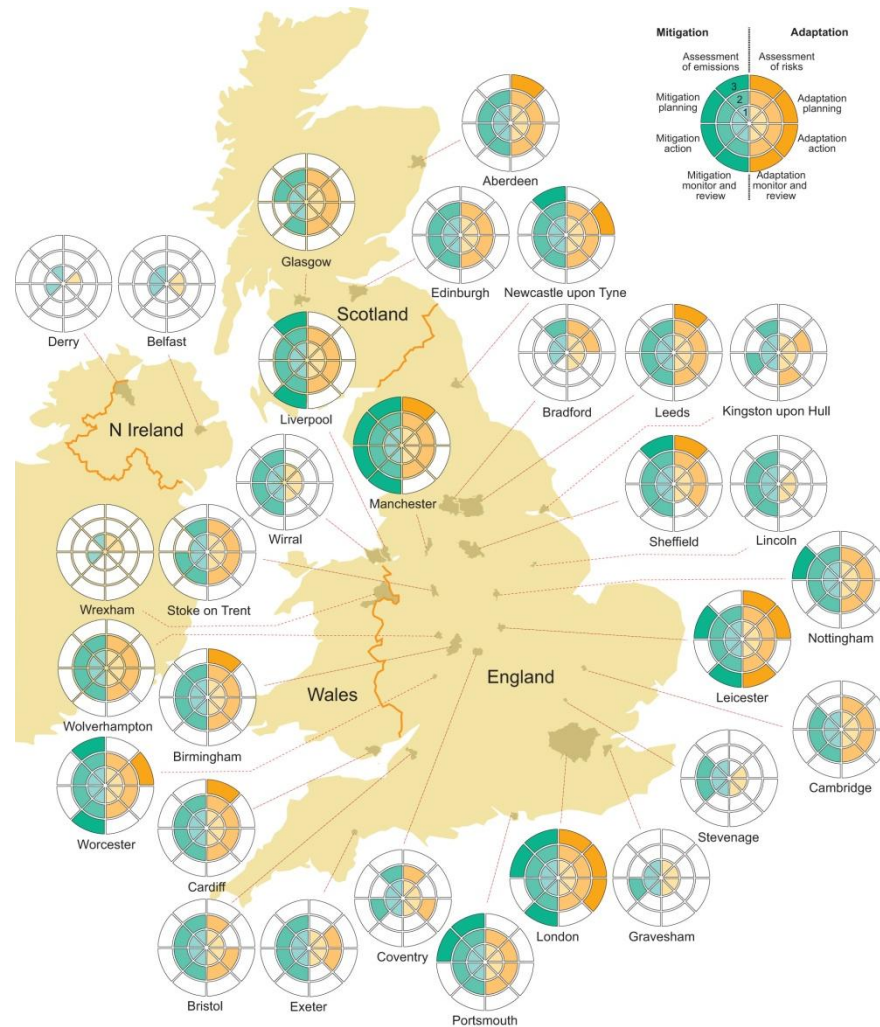 Mitigation Adaptation
Assessment
of emissions
Assessment
of risks
Mitigation
planning
Adaptation
planning
3
2
1
Mitigation
action
Adaptation
action
Mitigation
monitor and
review
Adaptation
monitor and
review
Aberdeen
Glasgow
Edinburgh
Newcastle upon Tyne
Derry
Belfast
Scotland
Bradford
Leeds
Kingston upon Hull
Liverpool
N Ireland
Manchester
Wirral
Sheffield
Lincoln
Wrexham
Stoke on Trent
Nottingham
Leicester
England
Wales
Wolverhampton
Birmingham
Cambridge
Stevenage
Worcester
Cardiff
London
Gravesham
Coventry
Bristol
Exeter
Portsmouth